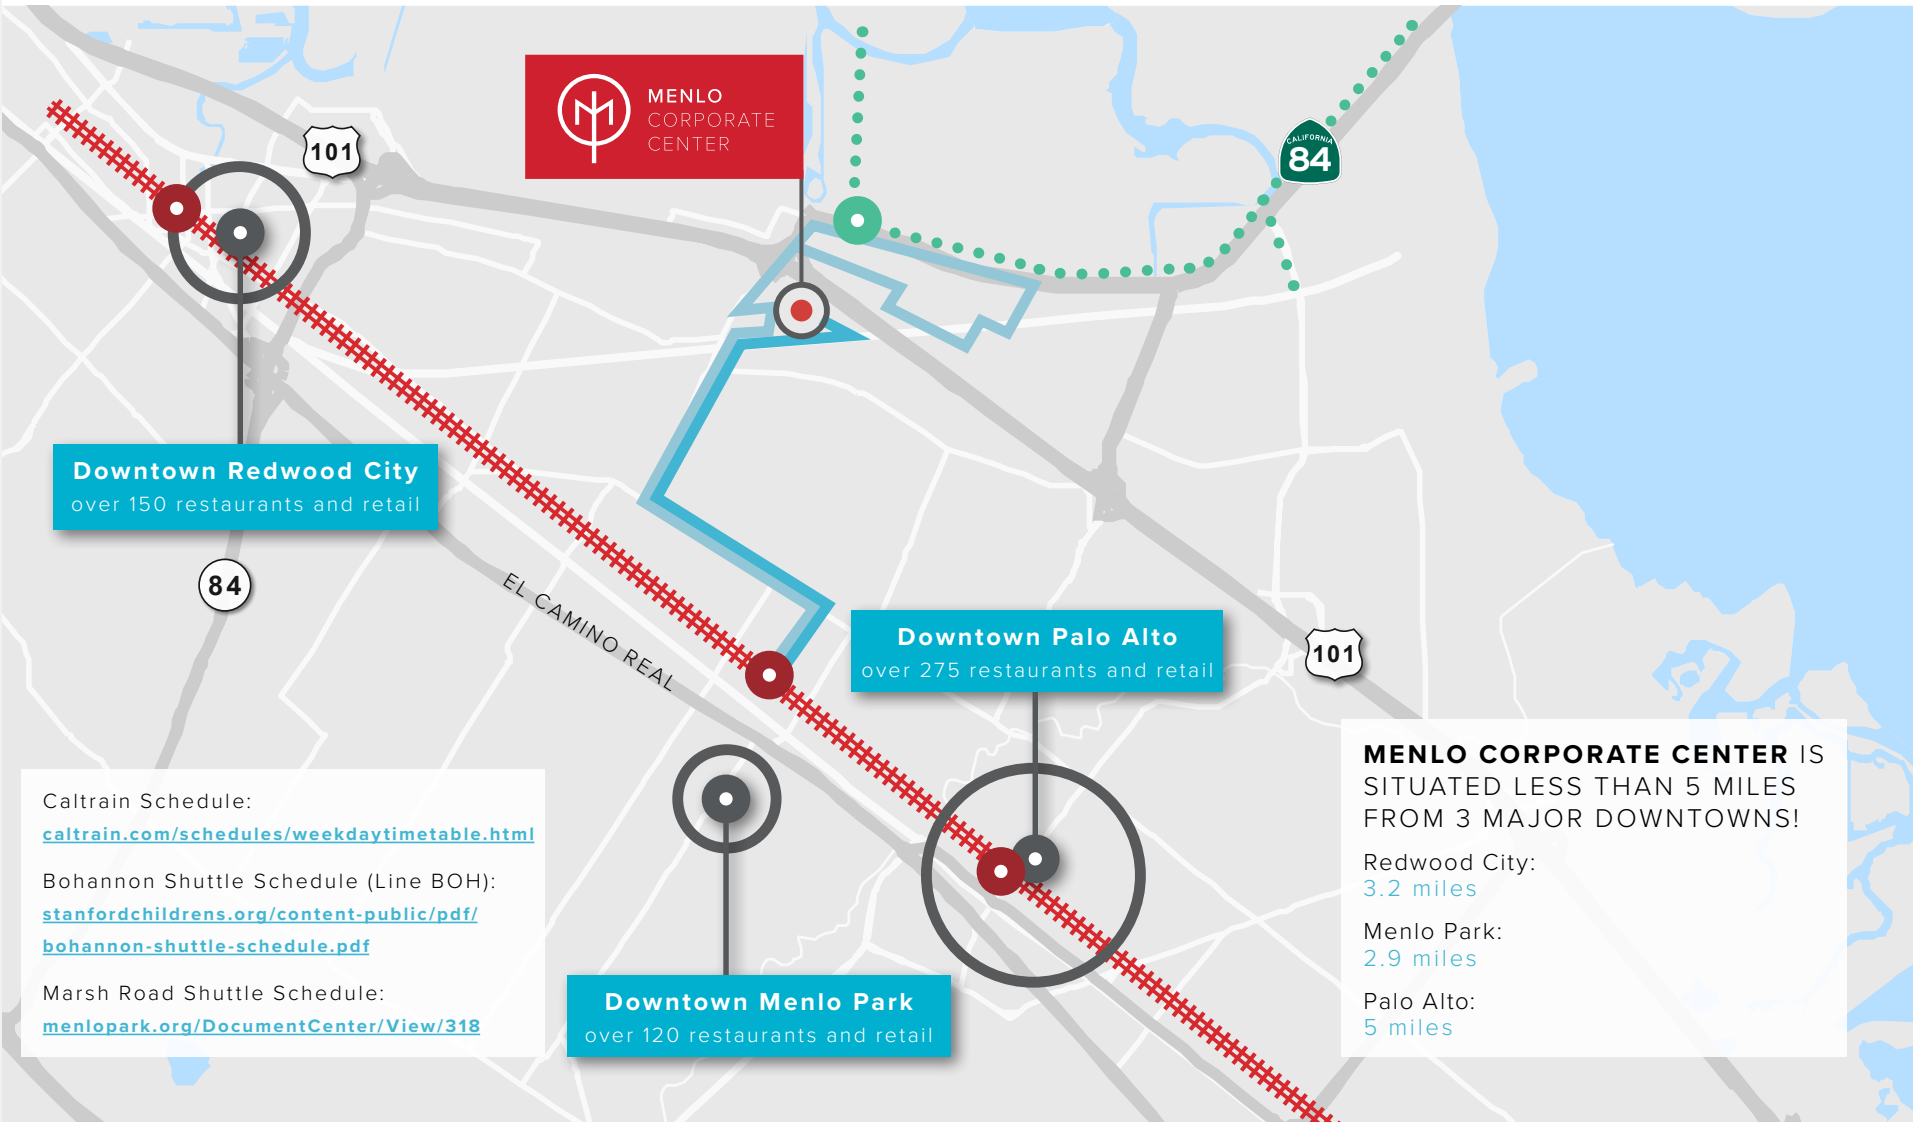 MENLO
CORPORATE
CENTER
101
CALIFORNIA
84
Downtown Redwood City
over 150 restaurants and retail
84
EL CAMINO REAL
Downtown Palo Alto
over 275 restaurants and retail
101
MENLO CORPORATE CENTER IS
SITUATED LESS THAN 5 MILES
FROM 3 MAJOR DOWNTOWNS!
Redwood City:
3.2 miles
Menlo Park:
2.9 miles
Palo Alto:
5 miles
Caltrain Schedule:
caltrain.com/schedules/weekdaytimetable.html
Bohannon Shuttle Schedule (Line BOH):
stanfordchildrens.org/content-public/pdf/
bohannon-shuttle-schedule.pdf
Marsh Road Shuttle Schedule:
menlopark.org/DocumentCenter/View/318
Downtown Menlo Park
over 120 restaurants and retail